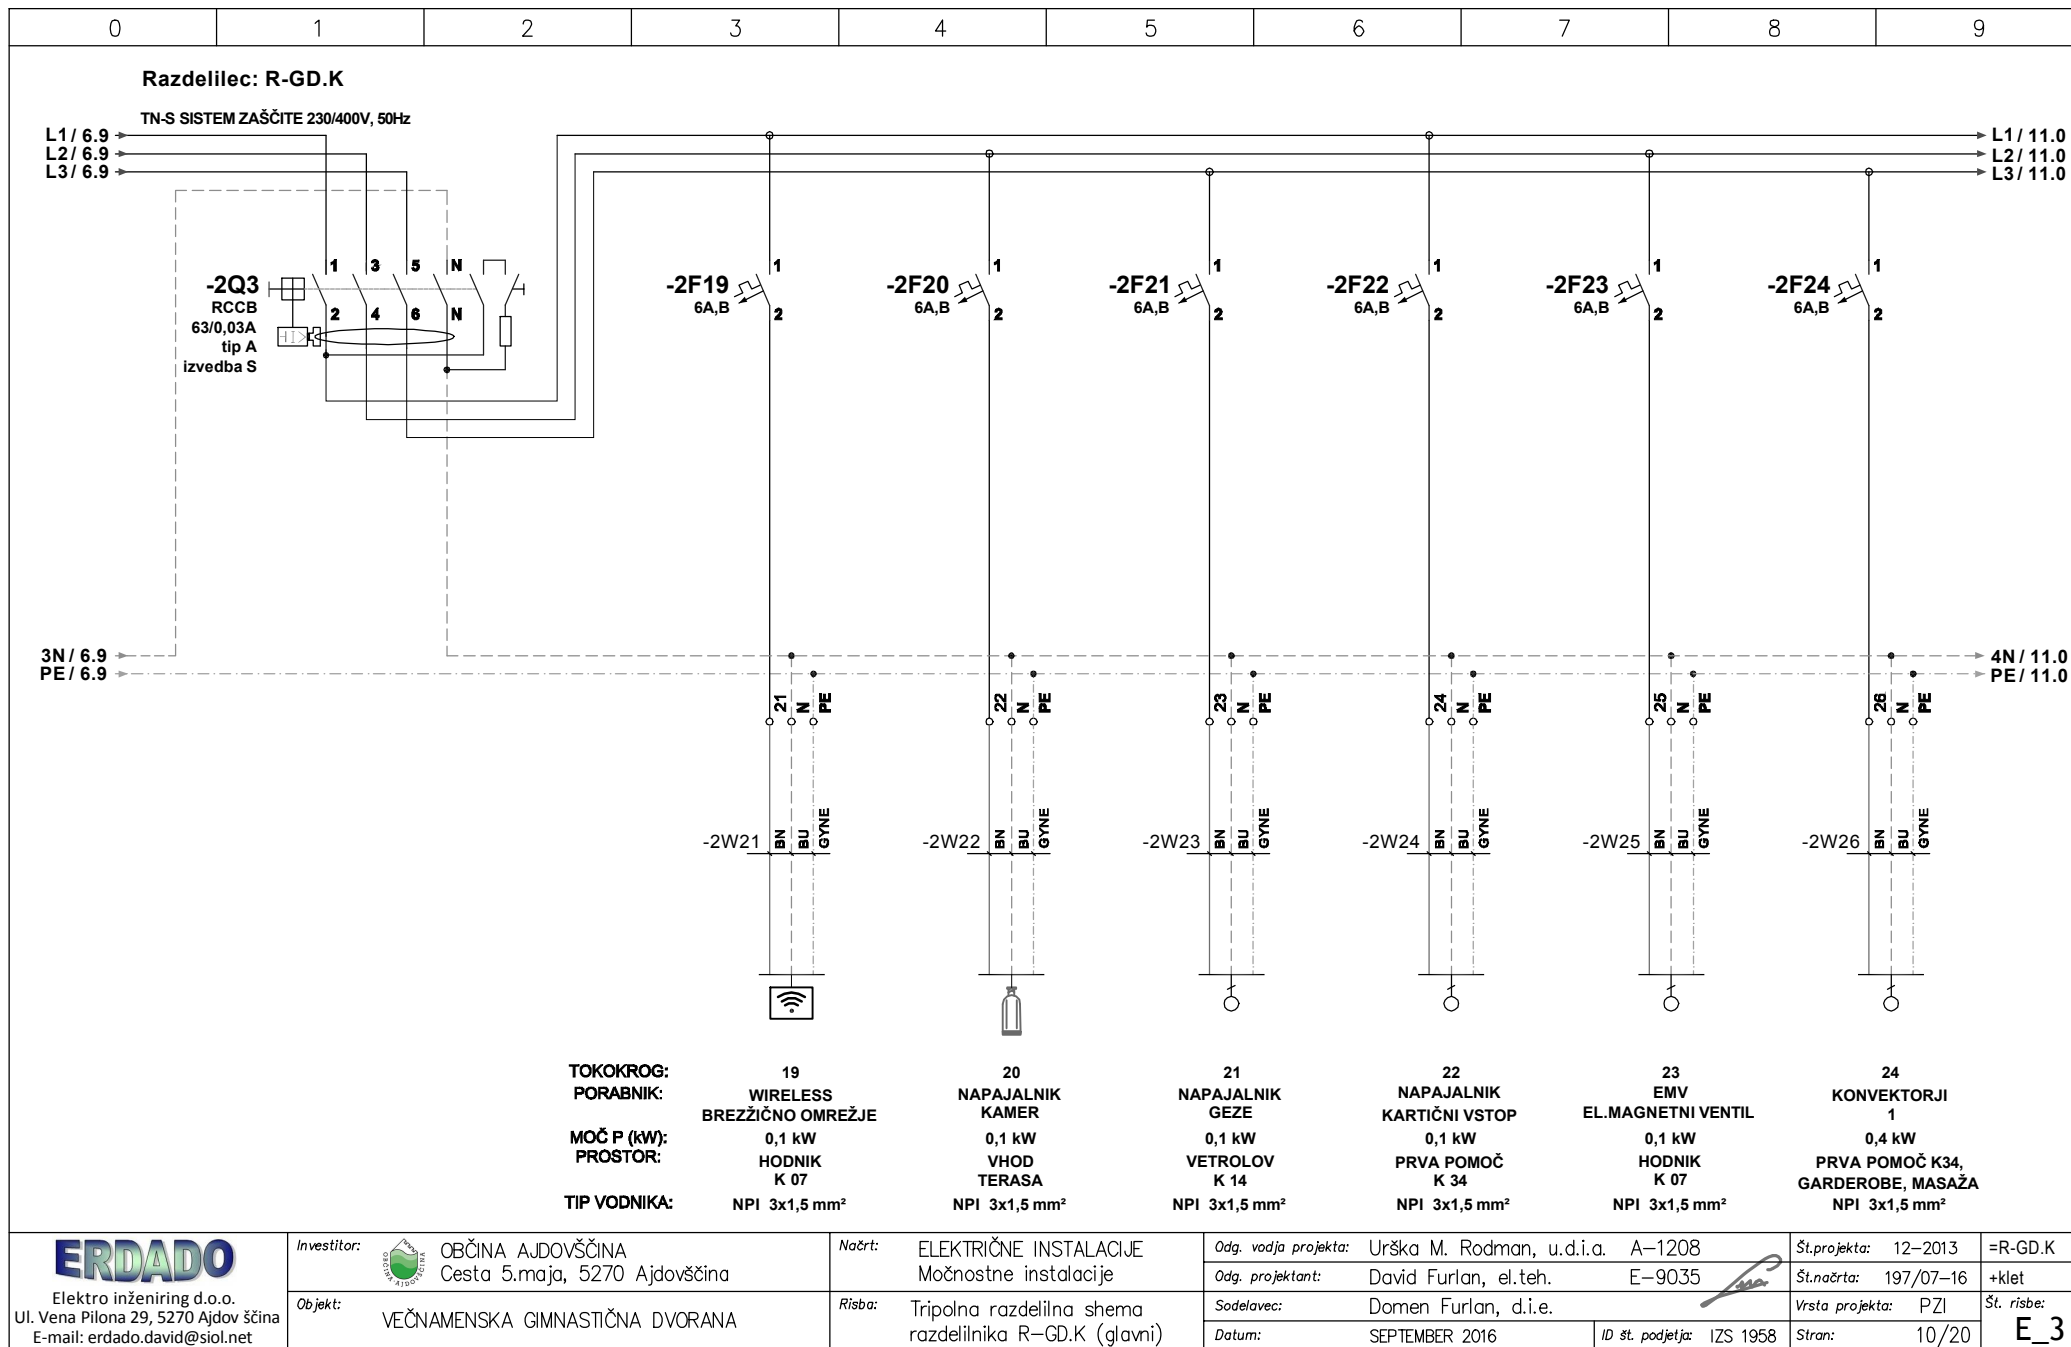 0 1 2 3 4 5 6 7 8 9
Razdelilec: R-GD.K
TN-S SISTEM ZAŠČITE 230/400V, 50Hz
L1 / 6.9
L2 / 6.9
L3 / 6.9
L1 / 11.0
L2 / 11.0
L3 / 11.0
1 3 5 N
-2Q3
RCCB
63/0,03A
tip A
izvedba S
2 4 6 N
-2F19
6A,B
1
2
-2F20
6A,B
1
2
-2F21
6A,B
1
2
-2F22
6A,B
1
2
-2F23
6A,B
1
2
-2F24
6A,B
1
2
3N / 6.9
PE / 6.9
4N / 11.0
PE / 11.0
21 N PE
22 N PE
23 N PE
24 N PE
25 N PE
26 N PE
-2W21 BN BU GYNE
-2W22 BN BU GYNE
-2W23 BN BU GYNE
-2W24 BN BU GYNE
-2W25 BN BU GYNE
-2W26 BN BU GYNE
TOKOKROG: 19 20 21 22 23 24
PORABNIK: WIRELESS NAPAJALNIK NAPAJALNIK NAPAJALNIK EMV KONVEKTORJI
BREZŽIČNO OMREŽJE KAMER GEZE KARTIČNI VSTOP EL.MAGNETNI VENTIL 1
MOČ P (kW): 0,1 kW 0,1 kW 0,1 kW 0,1 kW 0,1 kW 0,4 kW
PROSTOR: HODNIK VHOD VETROLOV PRVA POMOČ HODNIK PRVA POMOČ K34,
K 07 TERASA K 14 K 34 K 07 GARDEROBE, MASAŽA
TIP VODNIKA: NPI 3x1,5 mm² NPI 3x1,5 mm² NPI 3x1,5 mm² NPI 3x1,5 mm² NPI 3x1,5 mm² NPI 3x1,5 mm²
ERDADO
Elektro inženiring d.o.o.
Ul. Vena Pilona 29, 5270 Ajdov ščina
E-mail: erdado.david@siol.net
Investitor:
OBČINA AJDOVŠČINA
OBČINA AJDOVŠČINA
Cesta 5.maja, 5270 Ajdovščina
Objekt:
VEČNAMENSKA GIMNASTIČNA DVORANA
Načrt:
ELEKTRIČNE INSTALACIJE
Močnostne instalacije
Risba:
Tripolna razdelilna shema
razdelilnika R-GD.K (glavni)
Odg. vodja projekta: Urška M. Rodman, u.d.i.a. A-1208
Odg. projektant: David Furlan, el.teh. E-9035
Sodelavec: Domen Furlan, d.i.e.
Datum: SEPTEMBER 2016
ID št. podjetja: IZS 1958
Št.projekta: 12-2013
Št.načrta: 197/07-16
Vrsta projekta: PZI
Stran: 10/20
=R-GD.K
+klet
Št. risbe:
E_3